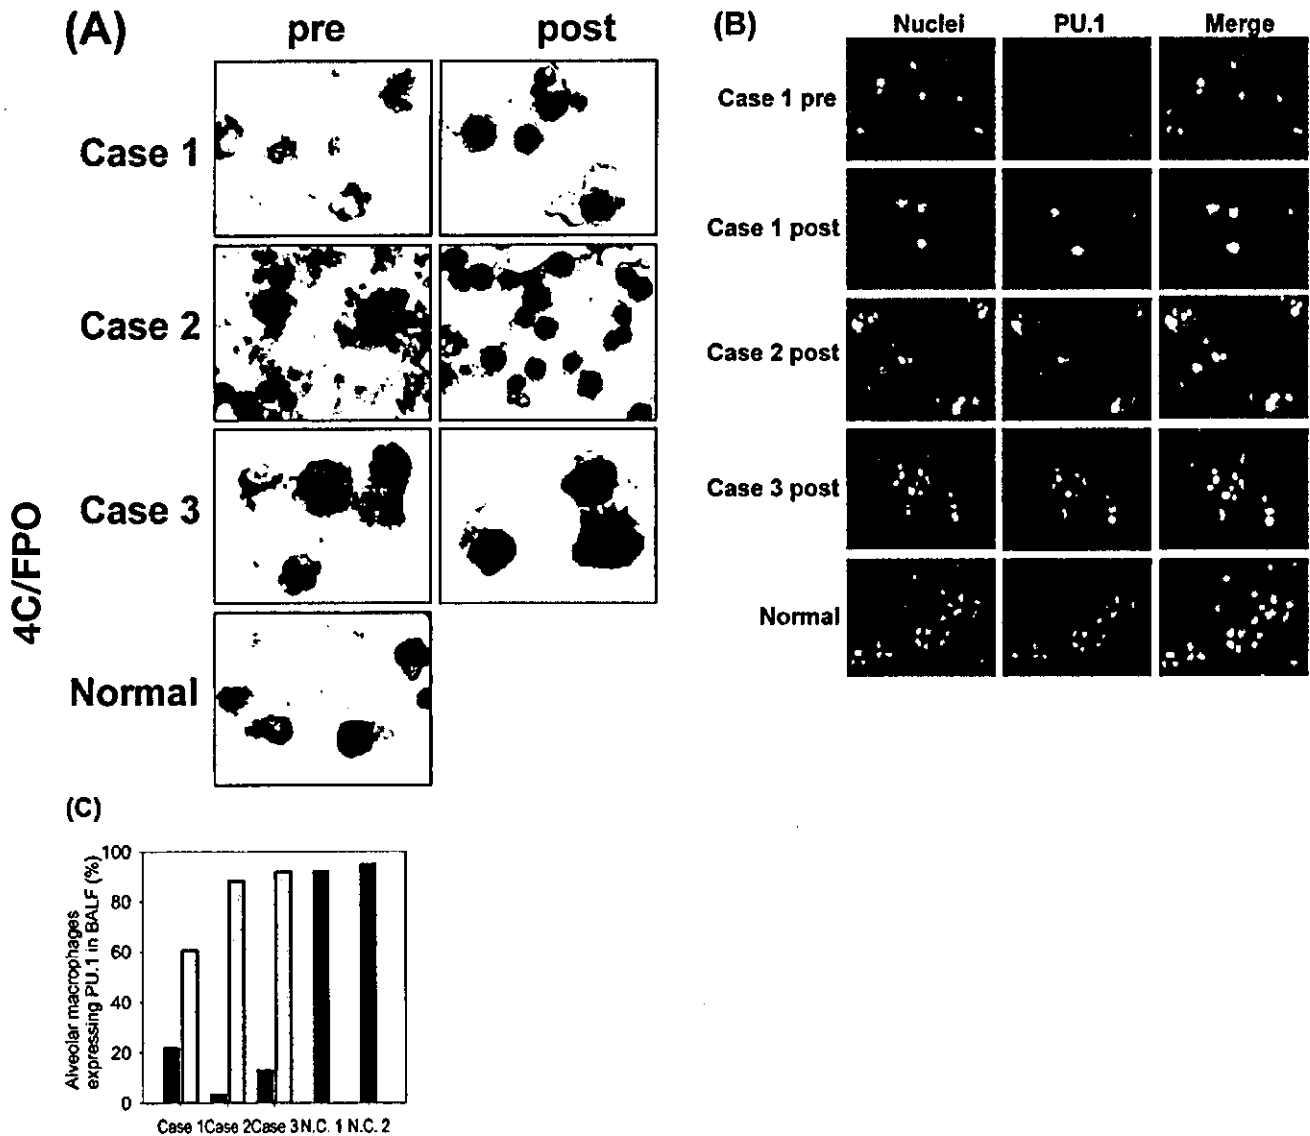 (A)
pre
post
Case 1
Case 2
Case 3
Normal
4C/FPO
(B)
Nuclei
PU.1
Merge
Case 1 pre
Case 1 post
Case 2 post
Case 3 post
Normal
(C)
Alveolar macrophages
expressing PU.1 in BALF (%)
100
80
60
40
20
0
Case 1 Case 2 Case 3 N.C. 1 N.C. 2